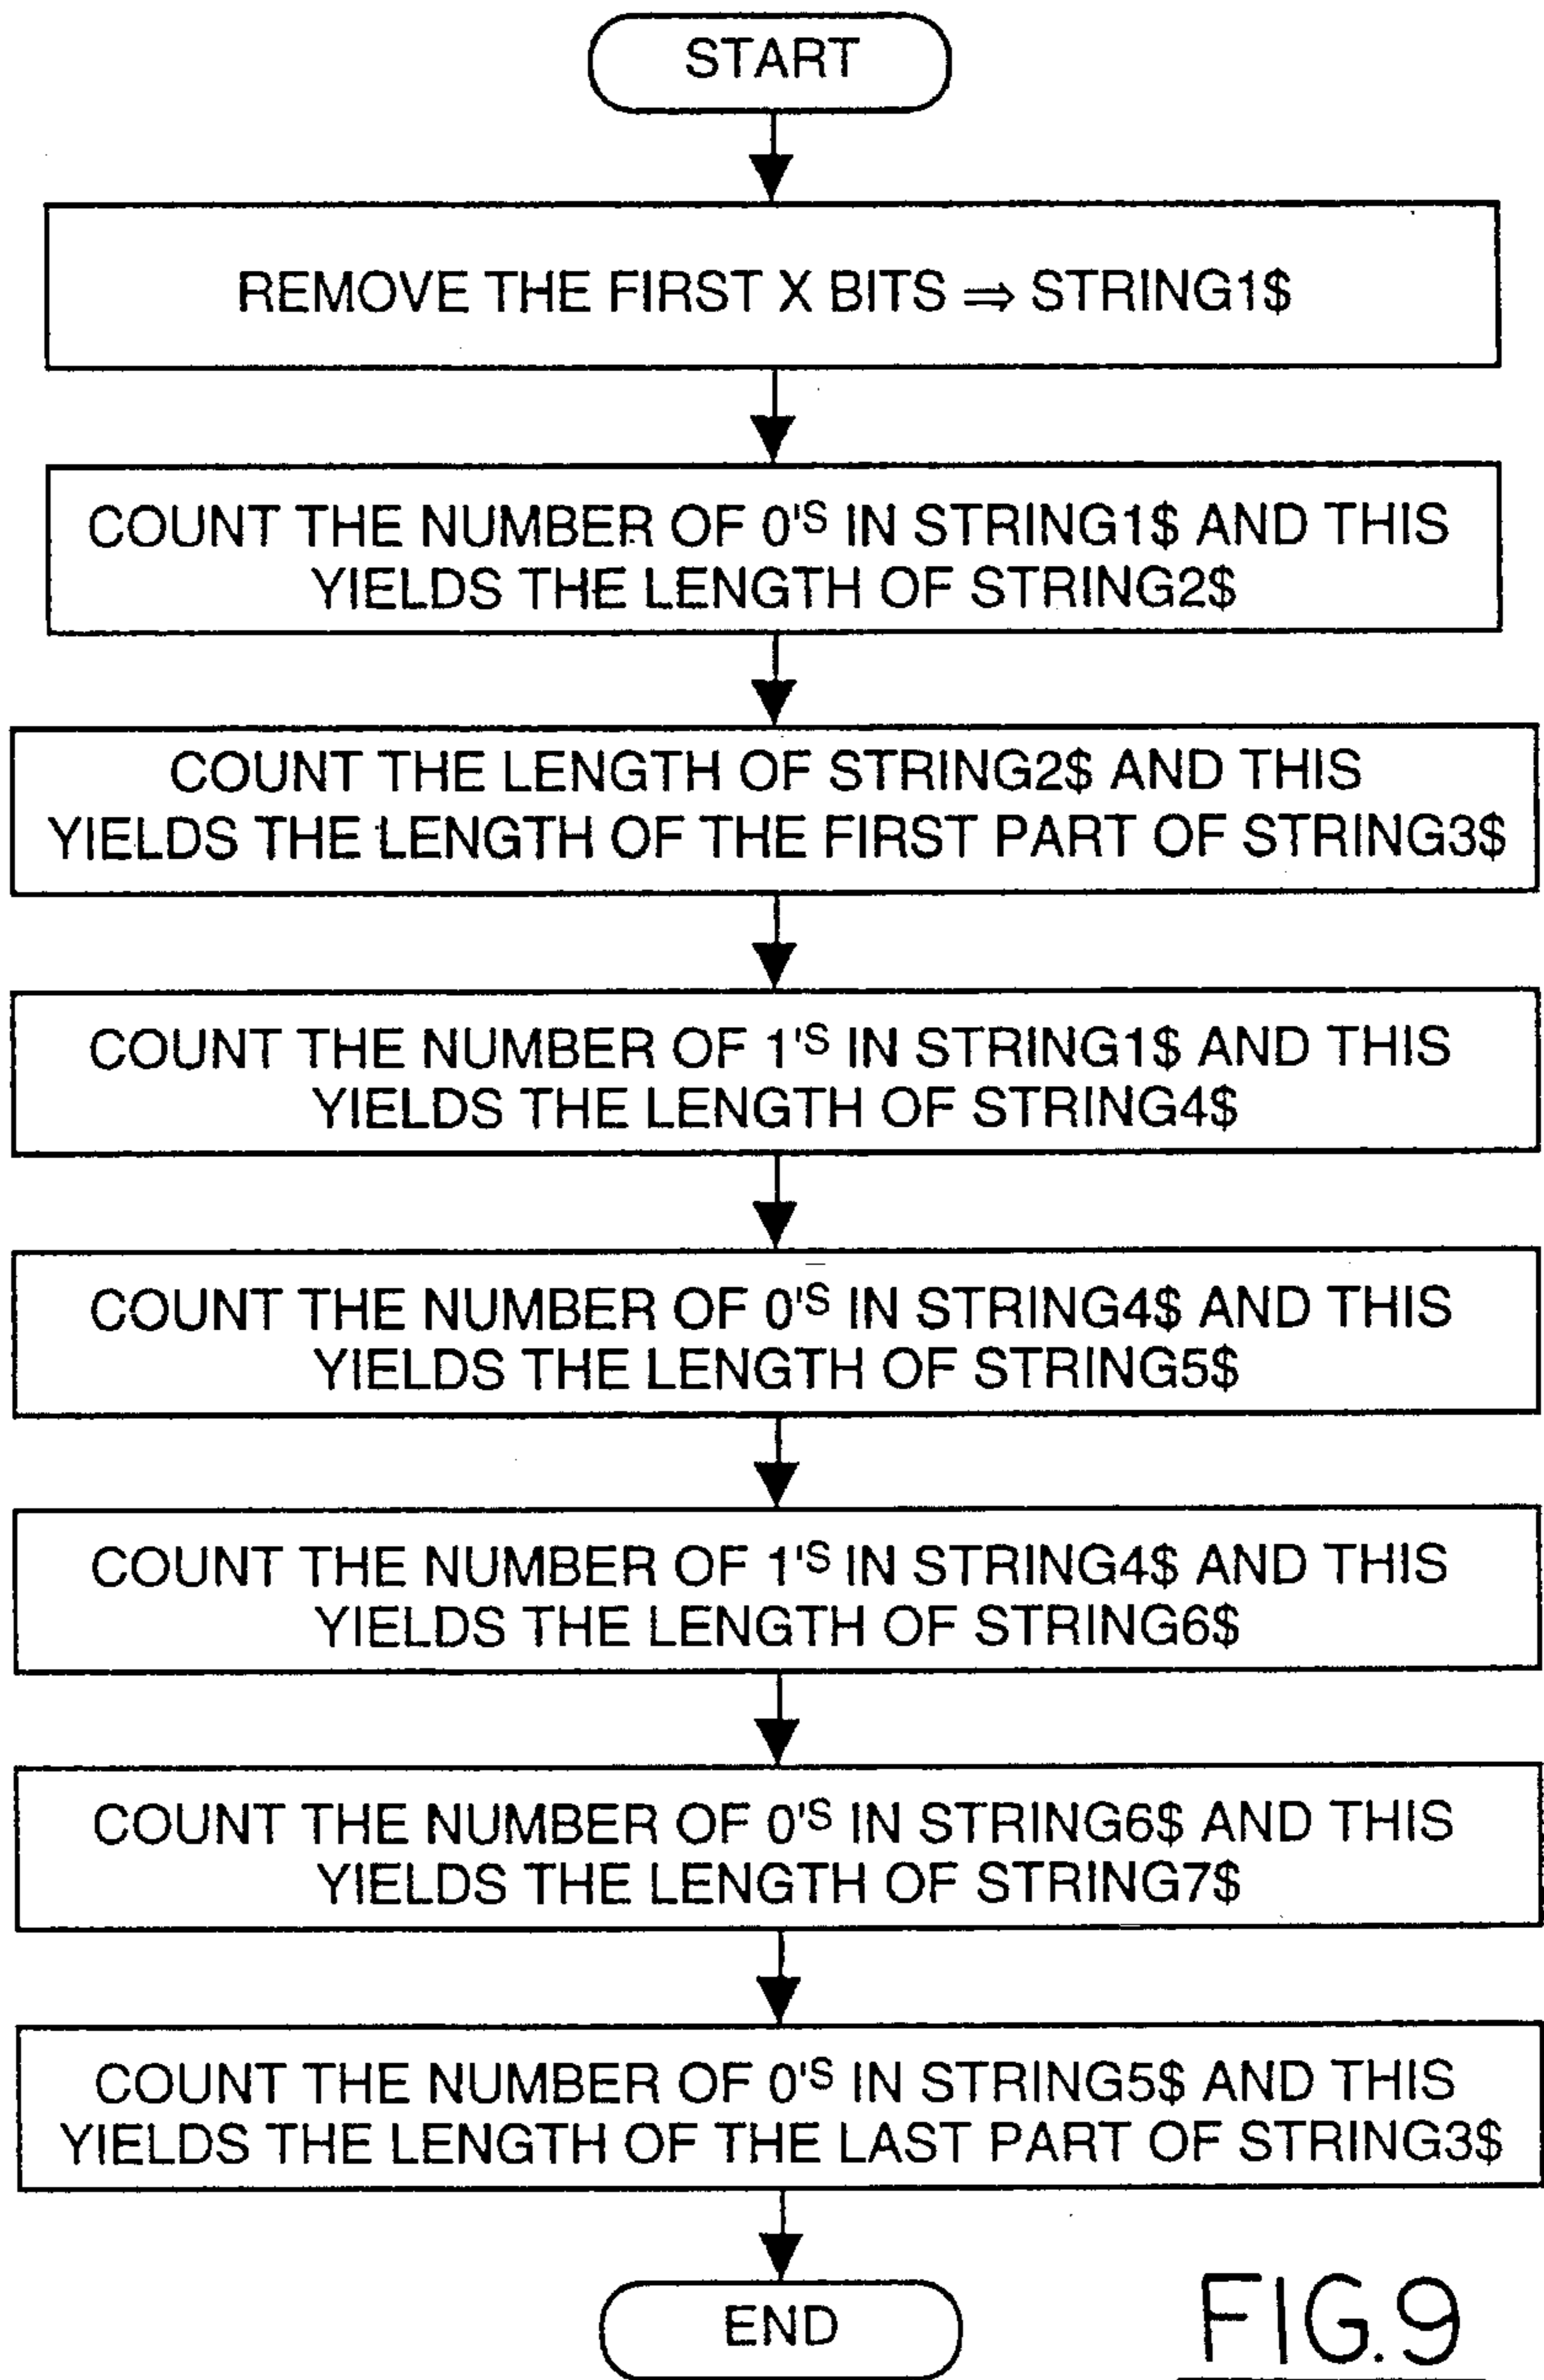 START
REMOVE THE FIRST X BITS ⇒ STRING1$
COUNT THE NUMBER OF 0'S IN STRING1$ AND THIS
YIELDS THE LENGTH OF STRING2$
COUNT THE LENGTH OF STRING2$ AND THIS
YIELDS THE LENGTH OF THE FIRST PART OF STRING3$
COUNT THE NUMBER OF 1'S IN STRING1$ AND THIS
YIELDS THE LENGTH OF STRING4$
COUNT THE NUMBER OF 0'S IN STRING4$ AND THIS
YIELDS THE LENGTH OF STRING5$
COUNT THE NUMBER OF 1'S IN STRING4$ AND THIS
YIELDS THE LENGTH OF STRING6$
COUNT THE NUMBER OF 0'S IN STRING6$ AND THIS
YIELDS THE LENGTH OF STRING7$
COUNT THE NUMBER OF 0'S IN STRING5$ AND THIS
YIELDS THE LENGTH OF THE LAST PART OF STRING3$
END
FIG.9